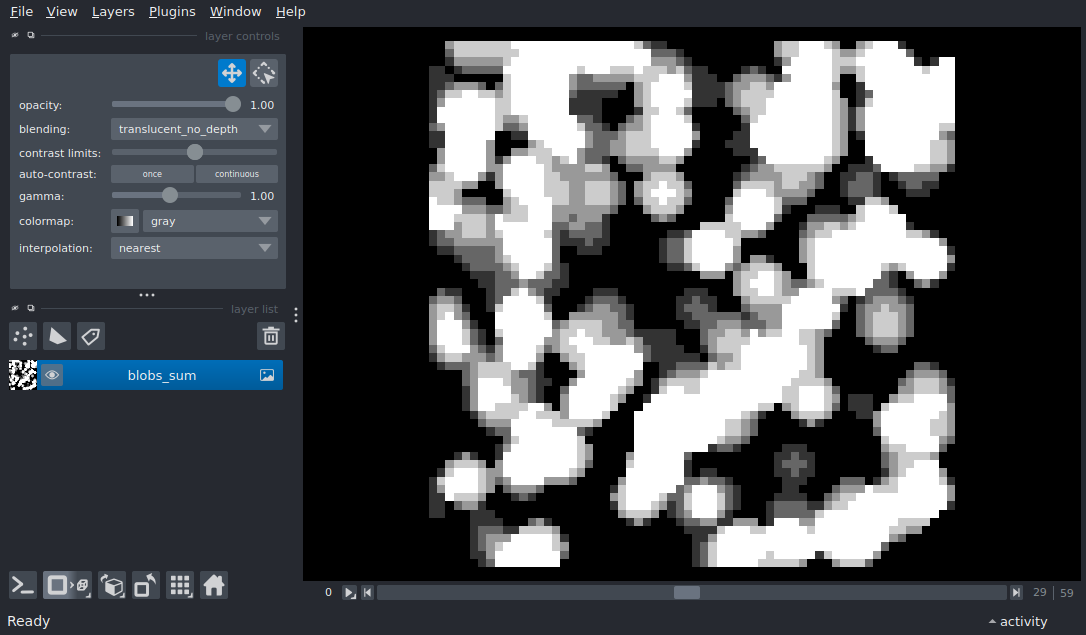 File View Layers Plugins Window Help
layer controls
opacity: 1.00
blending: translucent_no_depth
contrast limits:
auto-contrast: once continuous
gamma: 1.00
colormap: gray
interpolation: nearest
layer list
blobs_sum
0 29 59
Ready activity